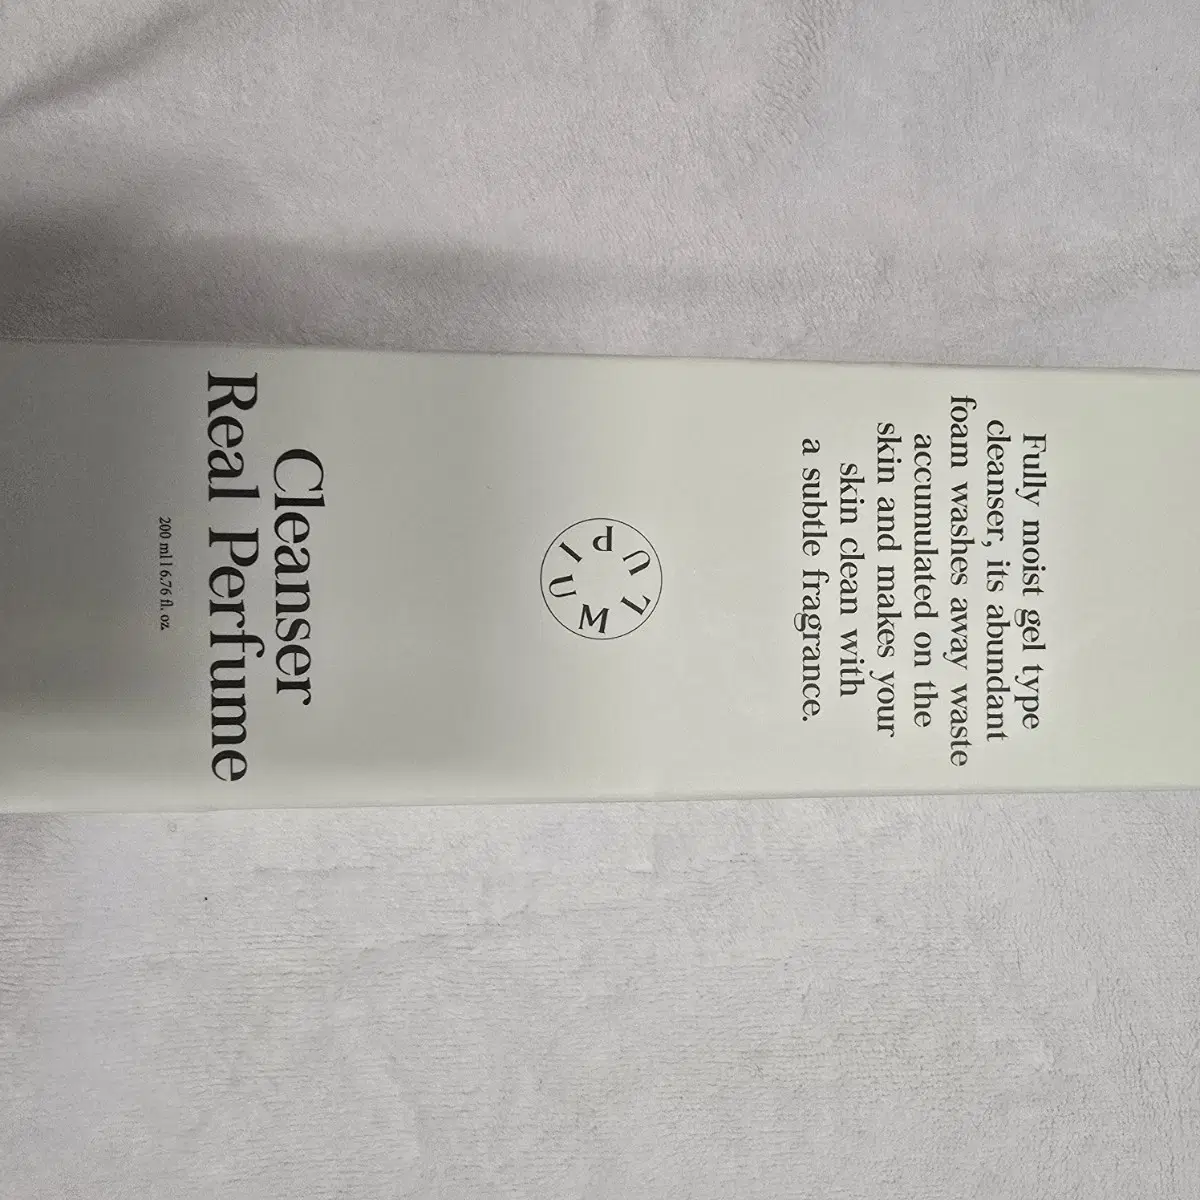 Fully moist gel type
cleanser, its abundant
foam washes away waste
accumulated on the
skin and makes your
skin clean with
a subtle fragrance.
LUPIUM
Cleanser
Real Perfume
200 ml l 6.76 fl. oz.